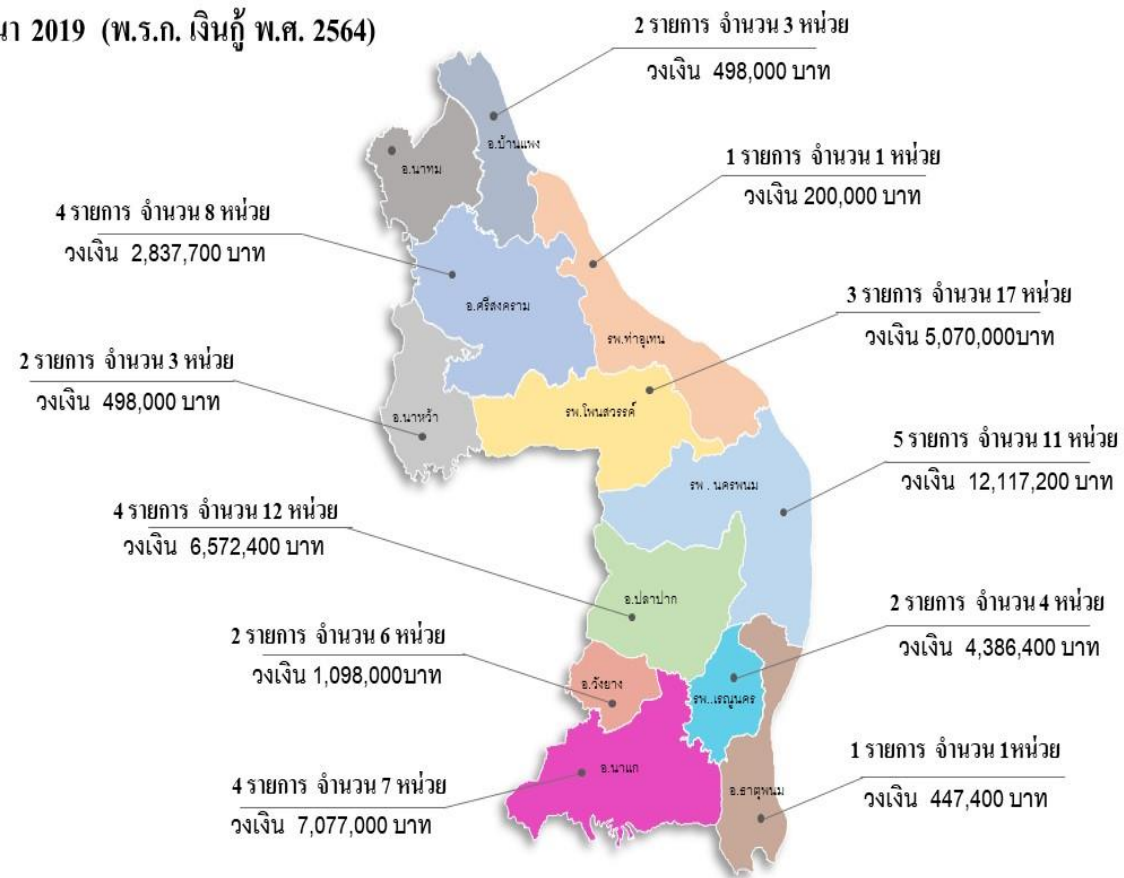 นา 2019 (พ.ร.ก. เงินกู้ พ.ศ. 2564)
2 รายการ จำนวน 3 หน่วย
วงเงิน 498,000 บาท
อ.บ้านแพง
อ.นาทม
1 รายการ จำนวน 1 หน่วย
วงเงิน 200,000 บาท
4 รายการ จำนวน 8 หน่วย
วงเงิน 2,837,700 บาท
อ.ศรีสงคราม
3 รายการ จำนวน 17 หน่วย
วงเงิน 5,070,000บาท
รพ.ท่าอุเทน
2 รายการ จำนวน 3 หน่วย
วงเงิน 498,000 บาท
อ.นาหว้า
รพ.โพนสวรรค์
5 รายการ จำนวน 11 หน่วย
วงเงิน 12,117,200 บาท
รพ . นครพนม
4 รายการ จำนวน 12 หน่วย
วงเงิน 6,572,400 บาท
อ.ปลาปาก
2 รายการ จำนวน 4 หน่วย
วงเงิน 4,386,400 บาท
2 รายการ จำนวน 6 หน่วย
วงเงิน 1,098,000บาท
อ.วังยาง
รพ..เรณูนคร
1 รายการ จำนวน 1หน่วย
วงเงิน 447,400 บาท
อ.นาแก
อ.ธาตุพนม
4 รายการ จำนวน 7 หน่วย
วงเงิน 7,077,000 บาท